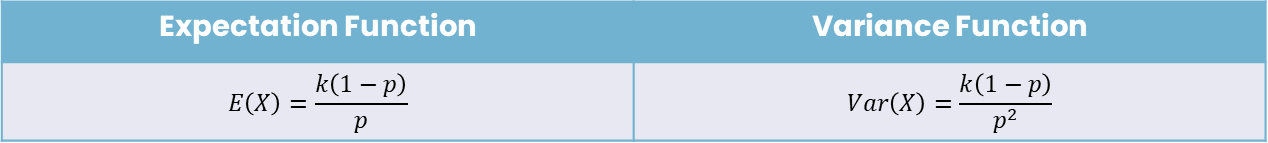 Expectation Function
Variance Function
E(X) = k(1 − p) / p
Var(X) = k(1 − p) / p²